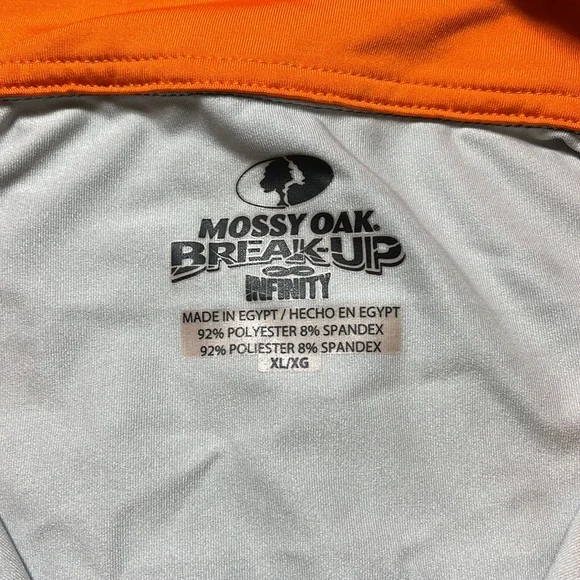 MOSSY OAK.
BREAK-UP
INFINITY
MADE IN EGYPT / HECHO EN EGYPT
92% POLYESTER 8% SPANDEX
92% POLIESTER 8% SPANDEX
XL/XG